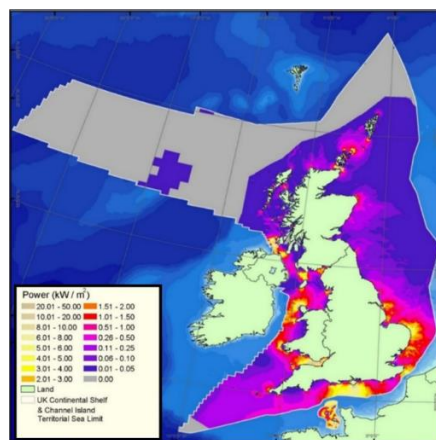 Power (kW / m²)
20.01 - 50.00
10.01 - 20.00
8.01 - 10.00
6.01 - 8.00
5.01 - 6.00
4.01 - 5.00
3.01 - 4.00
2.01 - 3.00
1.51 - 2.00
1.01 - 1.50
0.51 - 1.00
0.26 - 0.50
0.11 - 0.25
0.06 - 0.10
0.01 - 0.05
0.00
Land
UK Continental Shelf
& Channel Island
Territorial Sea Limit